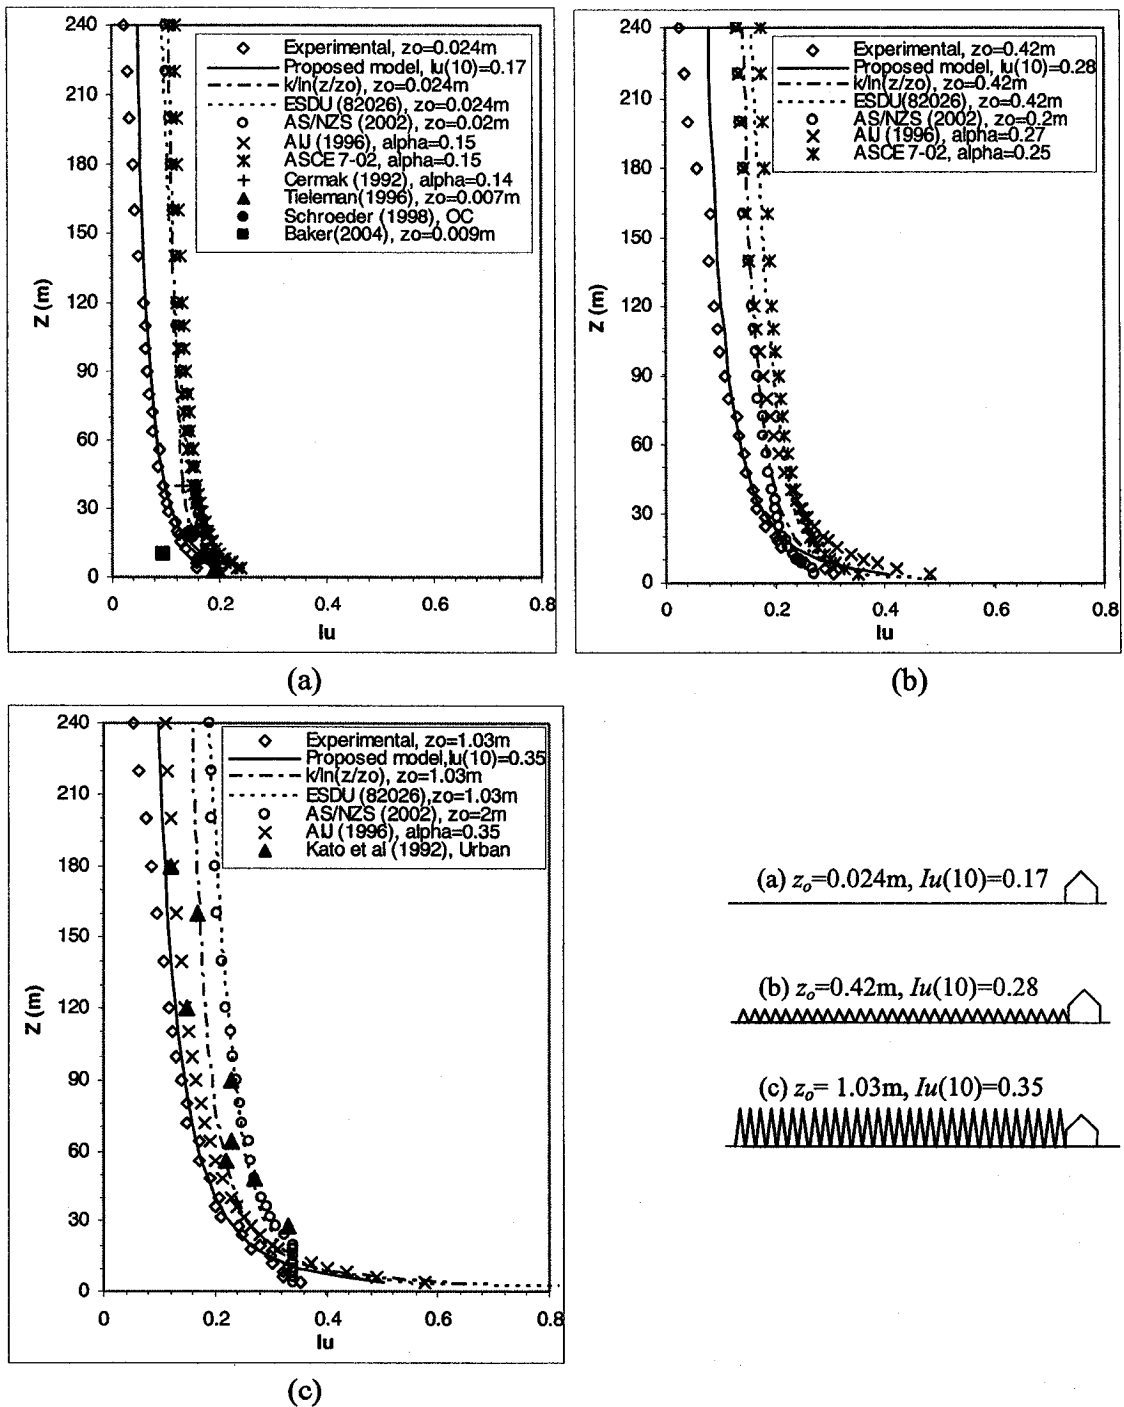 240
210
180
150
120
90
60
30
0
Z (m)
Experimental, zo=0.024m
Proposed model, Iu(10)=0.17
k/ln(z/zo), zo=0.024m
ESDU (82026), zo=0.024m
AS/NZS (2002), zo=0.02m
AIJ (1996), alpha=0.15
ASCE 7-02, alpha=0.15
Cermak (1992), alpha=0.14
Tieleman(1996), zo=0.007m
Schroeder (1998), OC
Baker(2004), zo=0.009m
0 0.2 0.4 0.6 0.8
Iu
(a)
240
210
180
150
120
90
60
30
0
Z (m)
Experimental, zo=0.42m
Proposed model, Iu(10)=0.28
k/ln(z/zo), zo=0.42m
ESDU(82026), zo=0.42m
AS/NZS (2002), zo=0.2m
AIJ (1996), alpha=0.27
ASCE 7-02, alpha=0.25
0 0.2 0.4 0.6 0.8
Iu
(b)
240
210
180
150
120
90
60
30
0
Z (m)
Experimental, zo=1.03m
Proposed model,Iu(10)=0.35
k/ln(z/zo), zo=1.03m
ESDU (82026),zo=1.03m
AS/NZS (2002), zo=2m
AIJ (1996), alpha=0.35
Kato et al (1992), Urban
0 0.2 0.4 0.6 0.8
Iu
(c)
(a) zo=0.024m, Iu(10)=0.17
(b) zo=0.42m, Iu(10)=0.28
(c) zo= 1.03m, Iu(10)=0.35